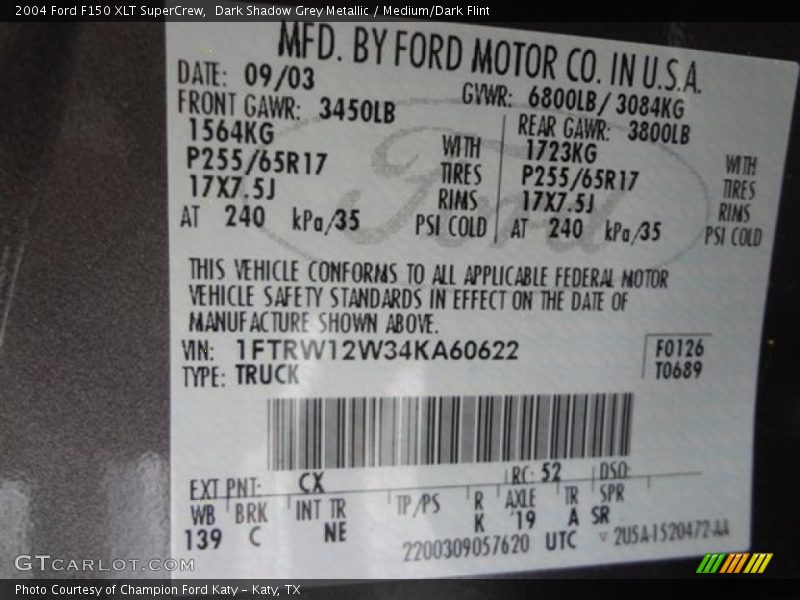 2004 Ford F150 XLT SuperCrew,  Dark Shadow Grey Metallic / Medium/Dark Flint
MFD. BY FORD MOTOR CO. IN U.S.A.
DATE: 09/03 GVWR: 6800LB/3084KG
FRONT GAWR: 3450LB REAR GAWR: 3800LB
1564KG WITH 1723KG WITH
P255/65R17 TIRES P255/65R17 TIRES
17X7.5J RIMS 17X7.5J RIMS
AT 240 kPa/35 PSI COLD AT 240 kPa/35 PSI COLD
Ford
THIS VEHICLE CONFORMS TO ALL APPLICABLE FEDERAL MOTOR
VEHICLE SAFETY STANDARDS IN EFFECT ON THE DATE OF
MANUFACTURE SHOWN ABOVE.
VIN: 1FTRW12W34KA60622 F0126
TYPE: TRUCK T0689
EXT PNT: CX RC: 52 DSO:
WB BRK INT TR TP/PS R AXLE TR SPR
139 C NE K 19 A SR
2200309057620 UTC 2U5A-1520472-AA
GTCARLOT.COM
Photo Courtesy of Champion Ford Katy – Katy, TX